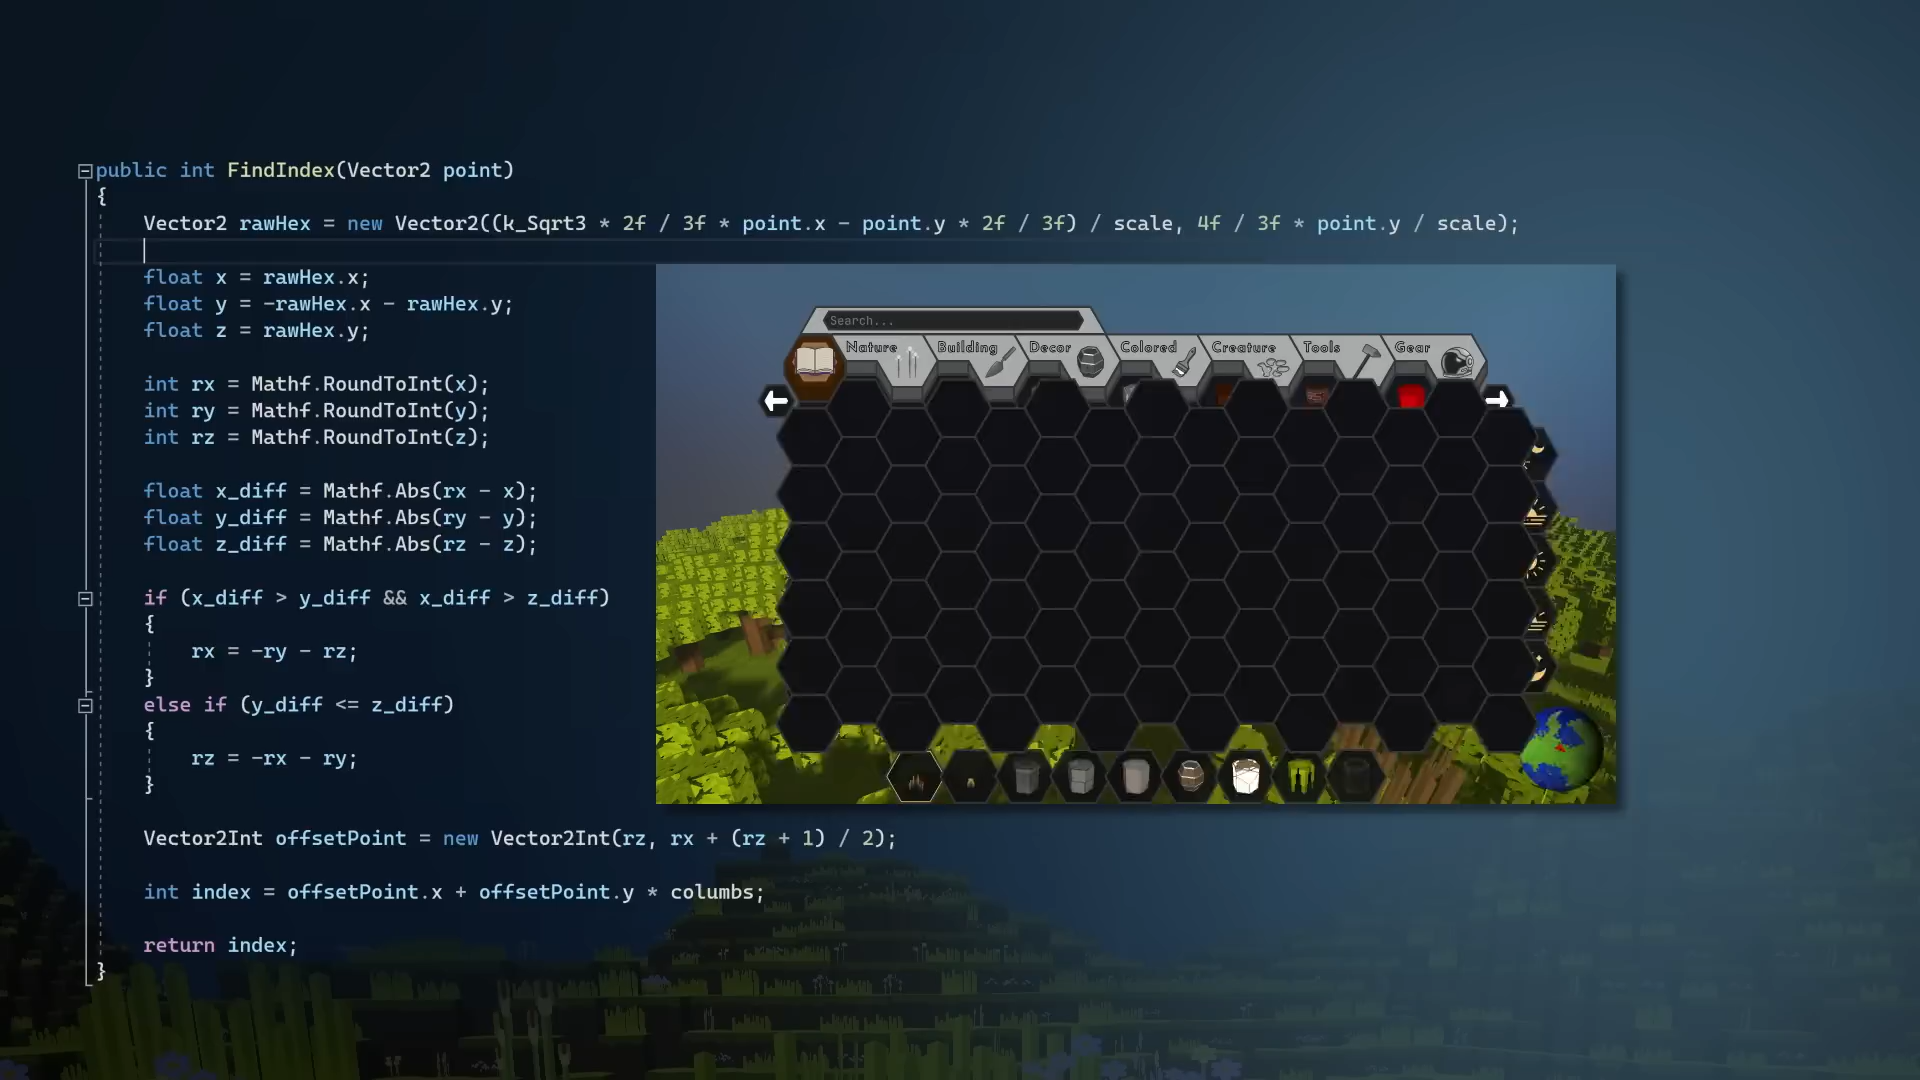 public int FindIndex(Vector2 point)
{
Vector2 rawHex = new Vector2((k_Sqrt3 * 2f / 3f * point.x - point.y * 2f / 3f) / scale, 4f / 3f * point.y / scale);
float x = rawHex.x;
float y = -rawHex.x - rawHex.y;
float z = rawHex.y;
int rx = Mathf.RoundToInt(x);
int ry = Mathf.RoundToInt(y);
int rz = Mathf.RoundToInt(z);
float x_diff = Mathf.Abs(rx - x);
float y_diff = Mathf.Abs(ry - y);
float z_diff = Mathf.Abs(rz - z);
if (x_diff > y_diff && x_diff > z_diff)
{
rx = -ry - rz;
}
else if (y_diff <= z_diff)
{
rz = -rx - ry;
}
Vector2Int offsetPoint = new Vector2Int(rz, rx + (rz + 1) / 2);
int index = offsetPoint.x + offsetPoint.y * columbs;
return index;
}
Search...
Nature Building Decor Colored Creature Tools Gear